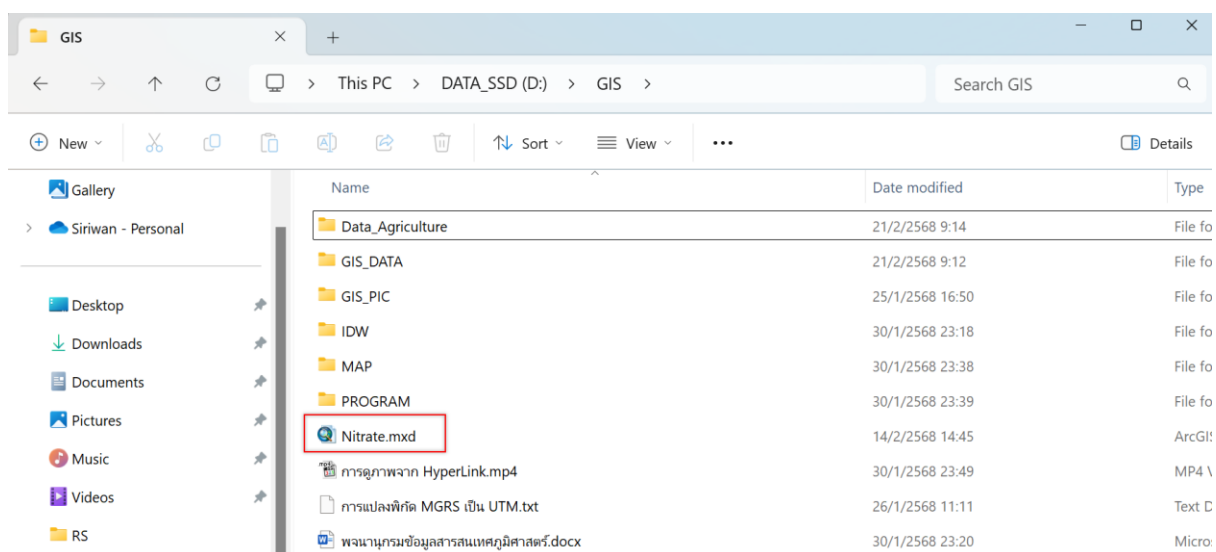 GIS
This PC > DATA_SSD (D:) > GIS >
Search GIS
New
Sort
View
Details
Gallery
Siriwan - Personal
Desktop
Downloads
Documents
Pictures
Music
Videos
RS
Name Date modified Type
Data_Agriculture 21/2/2568 9:14 File fo
GIS_DATA 21/2/2568 9:12 File fo
GIS_PIC 25/1/2568 16:50 File fo
IDW 30/1/2568 23:18 File fo
MAP 30/1/2568 23:38 File fo
PROGRAM 30/1/2568 23:39 File fo
Nitrate.mxd 14/2/2568 14:45 ArcGIS
การดูภาพจาก HyperLink.mp4 30/1/2568 23:49 MP4 V
การแปลงพิกัด MGRS เป็น UTM.txt 26/1/2568 11:11 Text D
พจนานุกรมข้อมูลสารสนเทศภูมิศาสตร์.docx 30/1/2568 23:20 Micro